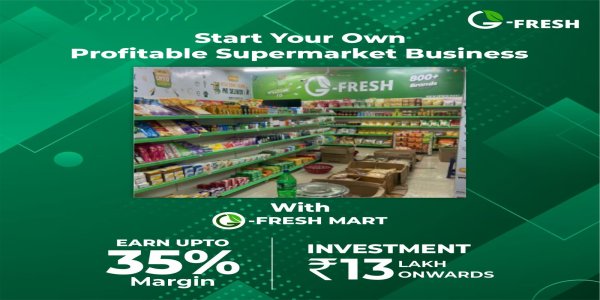 G-FRESH
Start Your Own
Profitable Supermarket Business
G-FRESH
800+
Brands
With
G-FRESH MART
EARN UPTO
35%
Margin
INVESTMENT
₹13 LAKH
ONWARDS